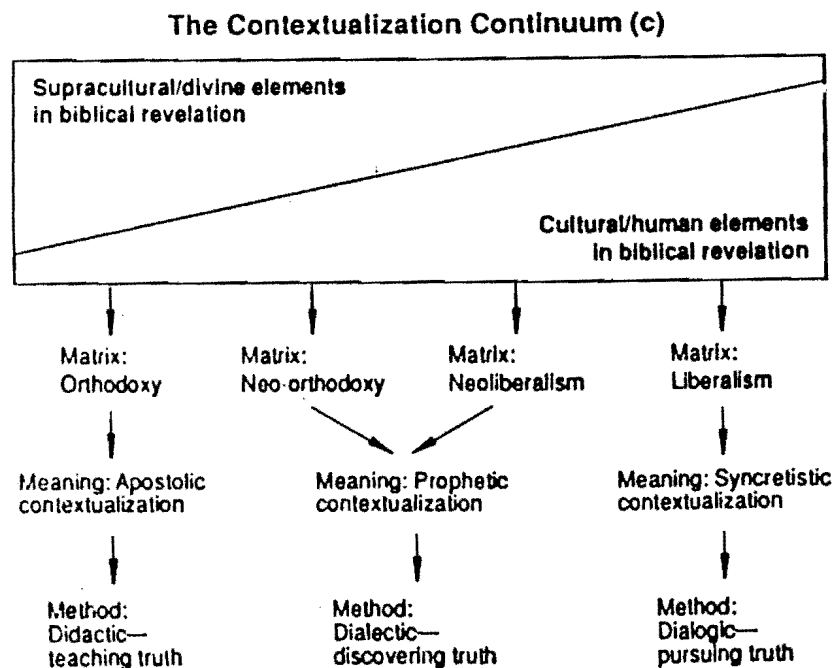 The Contextualization Continuum (c)
Supracultural/divine elements
in biblical revelation
Cultural/human elements
in biblical revelation
Matrix:
Orthodoxy
Matrix:
Neo-orthodoxy
Matrix:
Neoliberalism
Matrix:
Liberalism
Meaning: Apostolic
contextualization
Meaning: Prophetic
contextualization
Meaning: Syncretistic
contextualization
Method:
Didactic—
teaching truth
Method:
Dialectic—
discovering truth
Method:
Dialogic—
pursuing truth